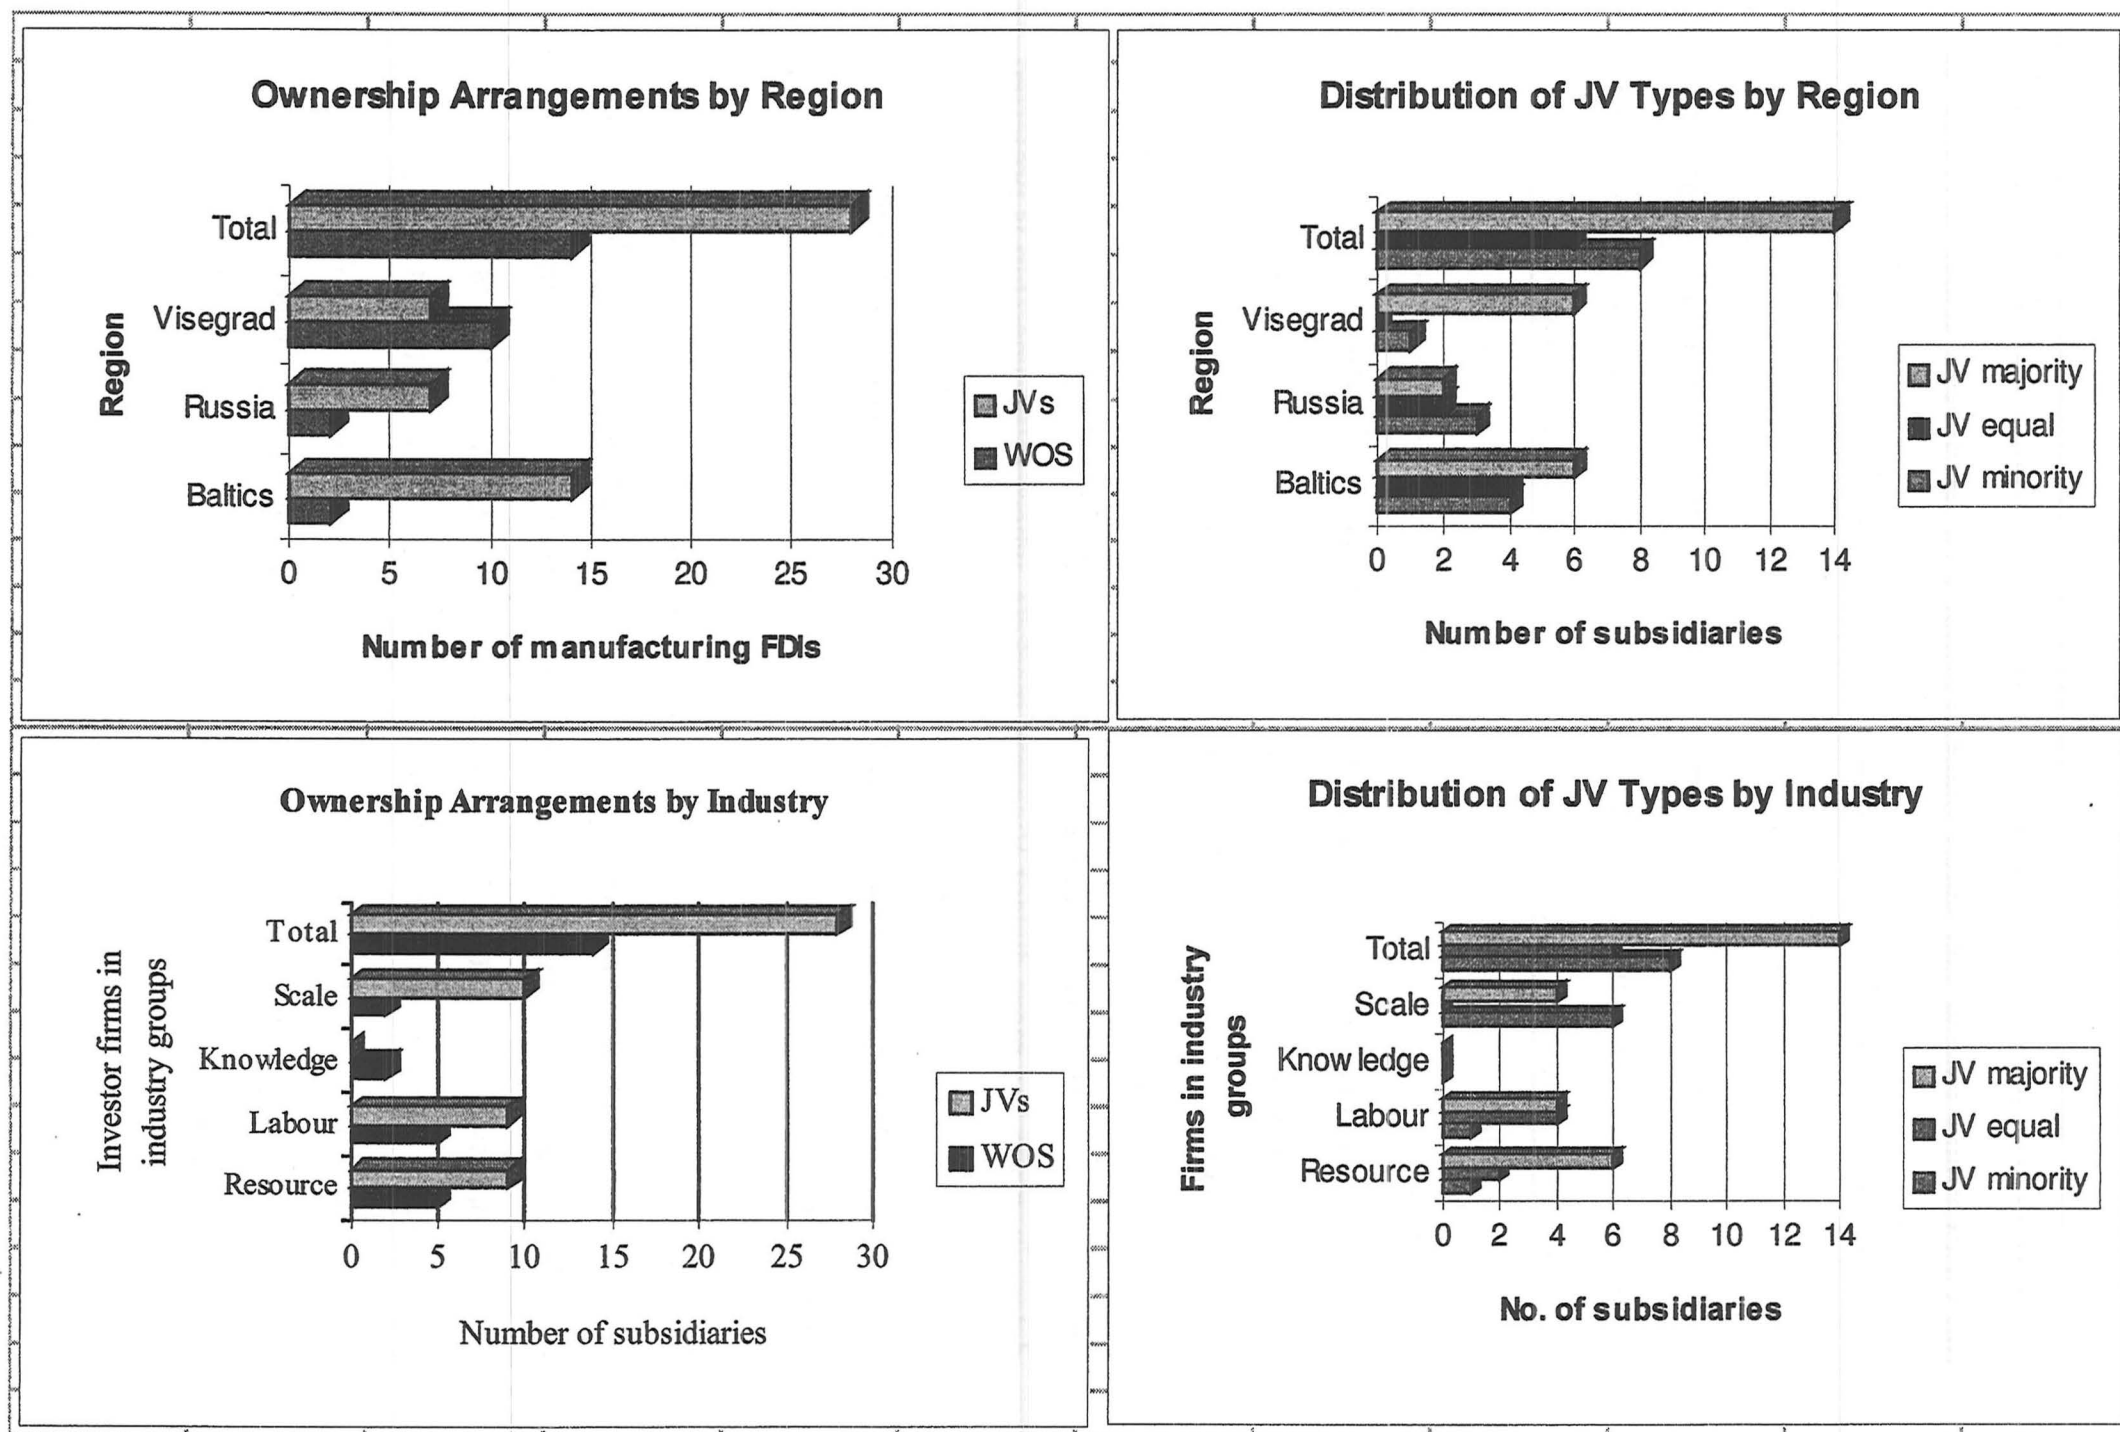 Ownership Arrangements by Region
Total
Visegrad
Russia
Baltics
Region
0 5 10 15 20 25 30
Number of manufacturing FDIs
JVs
WOS
Distribution of JV Types by Region
Total
Visegrad
Russia
Baltics
Region
0 2 4 6 8 10 12 14
Number of subsidiaries
JV majority
JV equal
JV minority
Ownership Arrangements by Industry
Total
Scale
Knowledge
Labour
Resource
Investor firms in
industry groups
0 5 10 15 20 25 30
Number of subsidiaries
JVs
WOS
Distribution of JV Types by Industry
Total
Scale
Knowledge
Labour
Resource
Firms in industry
groups
0 2 4 6 8 10 12 14
No. of subsidiaries
JV majority
JV equal
JV minority